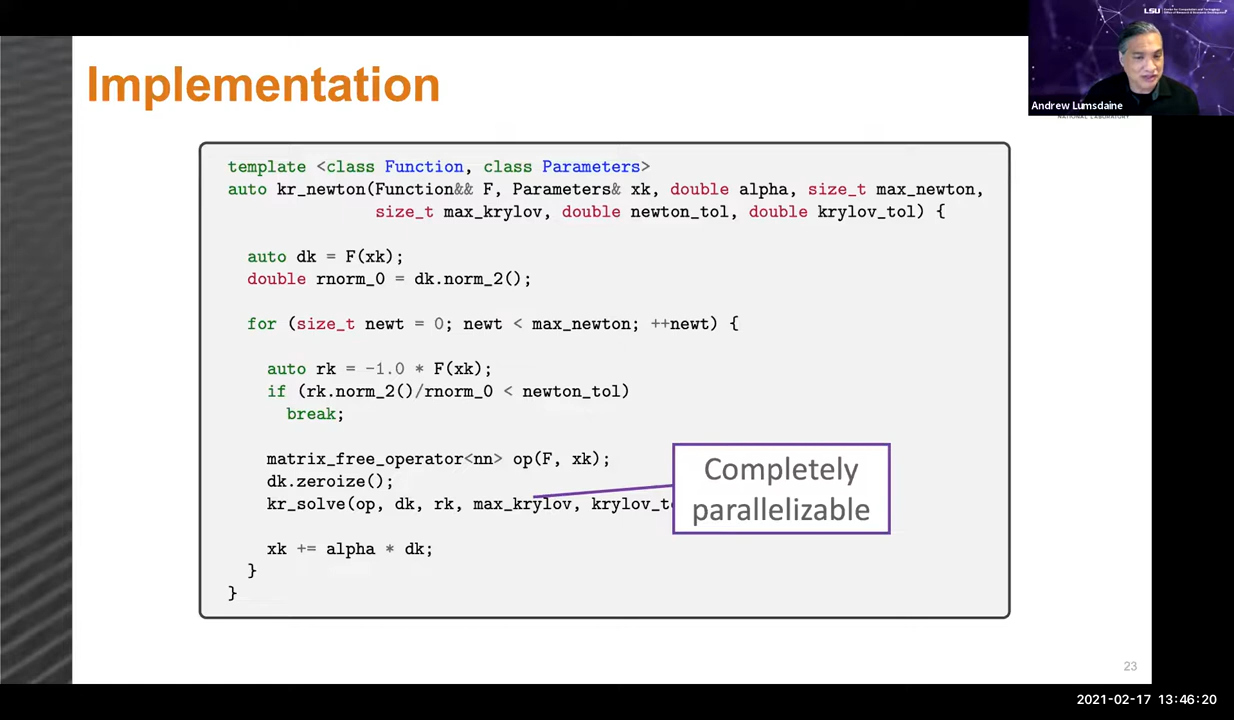 LSU
Andrew Lumsdaine
Implementation
template <class Function, class Parameters>
auto kr_newton(Function&& F, Parameters& xk, double alpha, size_t max_newton,
size_t max_krylov, double newton_tol, double krylov_tol) {
auto dk = F(xk);
double rnorm_0 = dk.norm_2();
for (size_t newt = 0; newt < max_newton; ++newt) {
auto rk = -1.0 * F(xk);
if (rk.norm_2()/rnorm_0 < newton_tol)
break;
matrix_free_operator<nn> op(F, xk);
dk.zeroize();
kr_solve(op, dk, rk, max_krylov, krylov_to
Completely
parallelizable
xk += alpha * dk;
}
}
23
2021-02-17 13:46:20